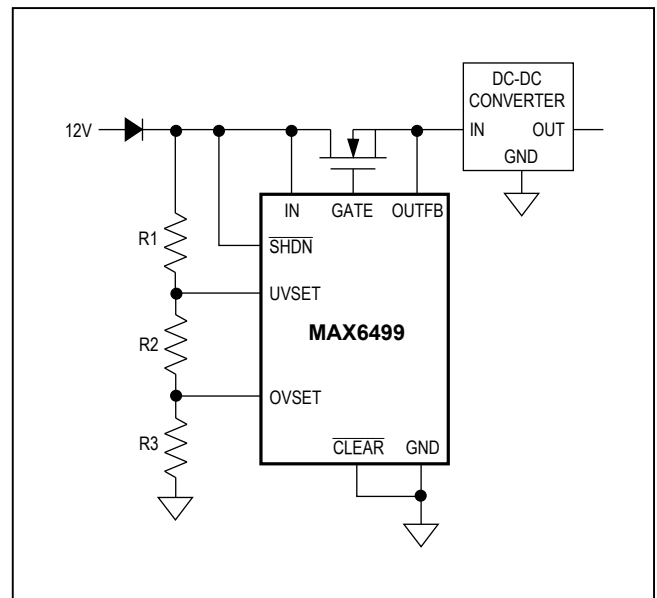 DC-DC
CONVERTER
12V
IN
OUT
GND
IN
GATE
OUTFB
R1
SHDN
UVSET
R2
MAX6499
OVSET
R3
CLEAR
GND